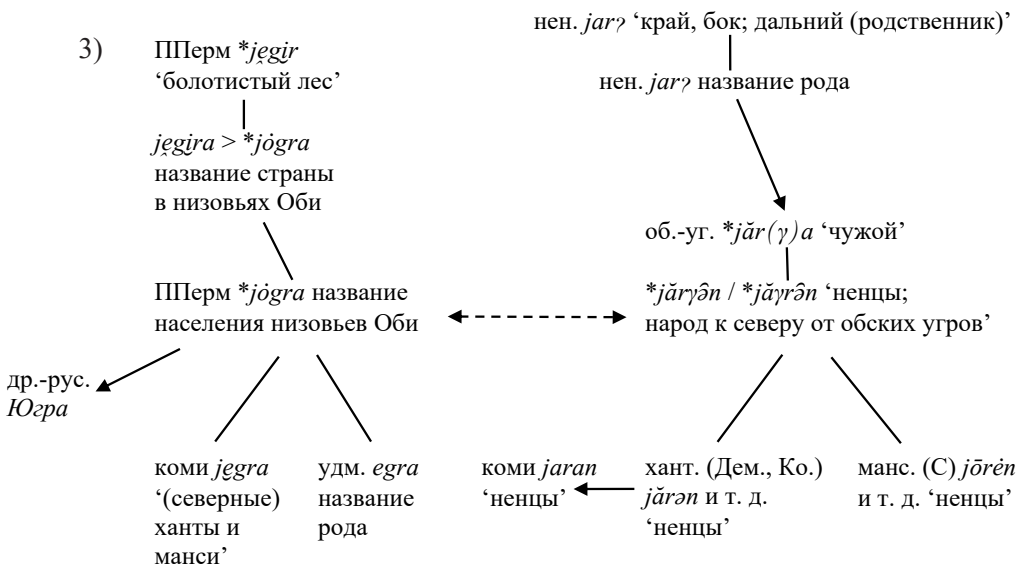 нен. jarʔ ‘край, бок; дальний (родственник)’
3)
ППерм *je̮gi̮r
‘болотистый лес’
нен. jarʔ название рода
je̮gi̮ra > *jȯgra
название страны
в низовьях Оби
об.-уг. *jăr(γ)a ‘чужой’
ППерм *jȯgra название
населения низовьев Оби
*jărγə̑n / *jăγrə̑n ‘ненцы;
народ к северу от обских угров’
др.-рус.
Югра
коми je̮gra
‘(северные)
ханты и
манси’
удм. egra
название
рода
коми jaran
‘ненцы’
хант. (Дем., Ко.)
jărən и т. д.
‘ненцы’
манс. (С) jōrėn
и т. д. ‘ненцы’